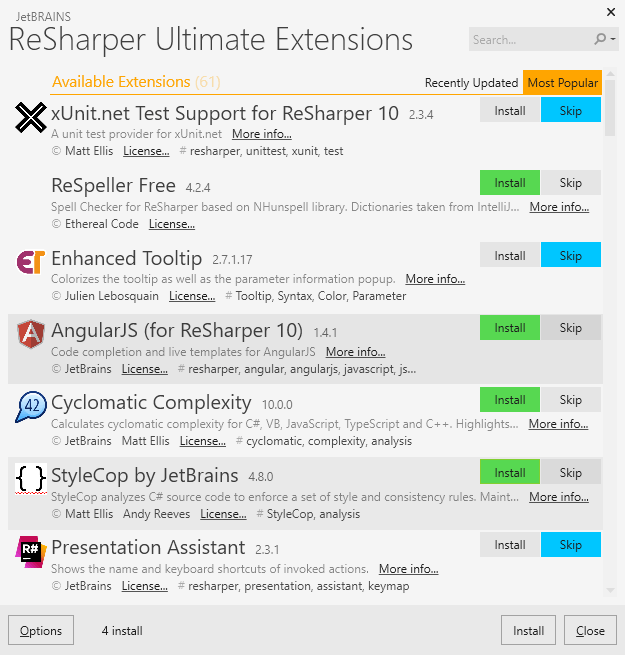 JetBRAINS
ReSharper Ultimate Extensions
Search...
Available Extensions (61) Recently Updated Most Popular
xUnit.net Test Support for ReSharper 10 2.3.4 Install Skip
A unit test provider for xUnit.net More info...
© Matt Ellis License... # resharper, unittest, xunit, test
ReSpeller Free 4.2.4 Install Skip
Spell Checker for ReSharper based on NHunspell library. Dictionaries taken from IntelliJ... More info...
© Ethereal Code License...
er Enhanced Tooltip 2.7.1.17 Install Skip
Colorizes the tooltip as well as the parameter information popup. More info...
© Julien Lebosquain License... # Tooltip, Syntax, Color, Parameter
A AngularJS (for ReSharper 10) 1.4.1 Install Skip
Code completion and live templates for AngularJS More info...
© JetBrains License... # resharper, angular, angularjs, javascript, js...
42 Cyclomatic Complexity 10.0.0 Install Skip
Calculates cyclomatic complexity for C#, VB, JavaScript, TypeScript and C++. Highlights... More info...
© JetBrains Matt Ellis License... # cyclomatic, complexity, analysis
{ } StyleCop by JetBrains 4.8.0 Install Skip
StyleCop analyzes C# source code to enforce a set of style and consistency rules. Maint... More info...
© Matt Ellis Andy Reeves License... # StyleCop, analysis
R# Presentation Assistant 2.3.1 Install Skip
Shows the name and keyboard shortcuts of invoked actions. More info...
© JetBrains License... # resharper, presentation, assistant, keymap
Options 4 install Install Close